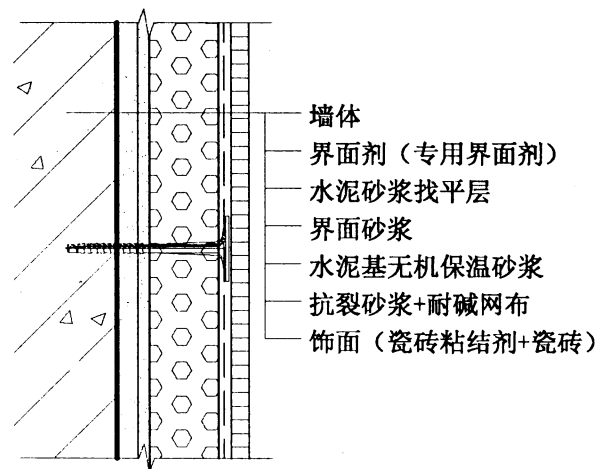 墙体
界面剂（专用界面剂）
水泥砂浆找平层
界面砂浆
水泥基无机保温砂浆
抗裂砂浆+耐碱网布
饰面（瓷砖粘结剂+瓷砖）